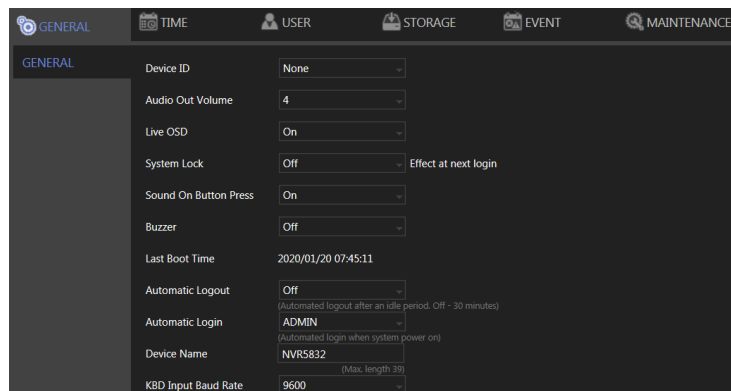 GENERAL TIME USER STORAGE EVENT MAINTENANCE
GENERAL
Device ID None
Audio Out Volume 4
Live OSD On
System Lock Off Effect at next login
Sound On Button Press On
Buzzer Off
Last Boot Time 2020/01/20 07:45:11
Automatic Logout Off
(Automated logout after an idle period. Off - 30 minutes)
Automatic Login ADMIN
(Automated login when system power on)
Device Name NVR5832
(Max. length 39)
KBD Input Baud Rate 9600